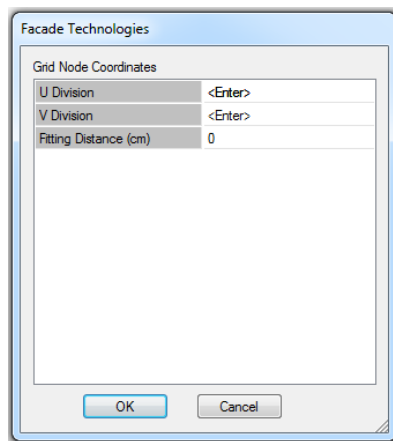 Facade Technologies
Grid Node Coordinates
U Division <Enter>
V Division <Enter>
Fitting Distance (cm) 0
OK Cancel